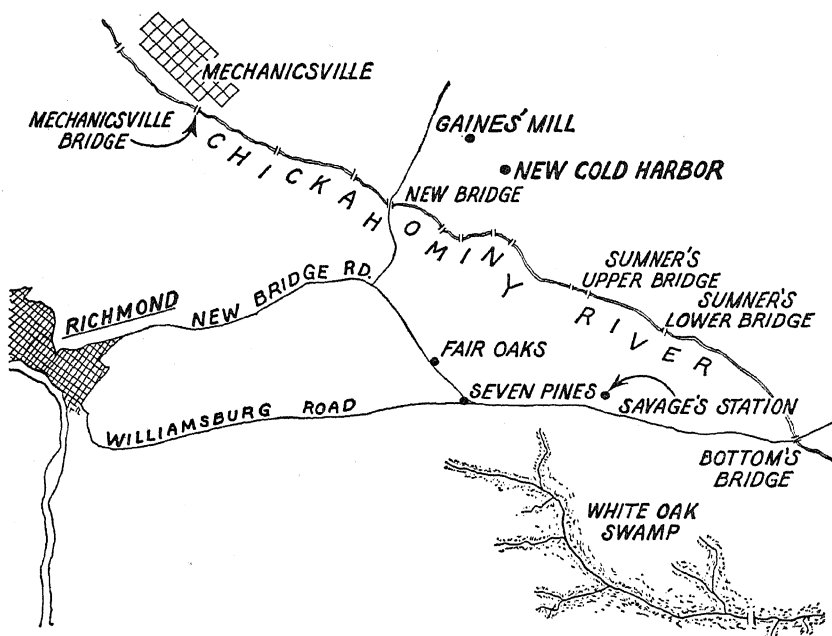 MECHANICSVILLE
MECHANICSVILLE
BRIDGE
GAINES' MILL
NEW COLD HARBOR
CHICKAHOMINY RIVER
NEW BRIDGE
SUMNER'S
UPPER BRIDGE
SUMNER'S
LOWER BRIDGE
NEW BRIDGE RD.
RICHMOND
FAIR OAKS
SEVEN PINES
SAVAGE'S STATION
WILLIAMSBURG ROAD
BOTTOM'S
BRIDGE
WHITE OAK
SWAMP